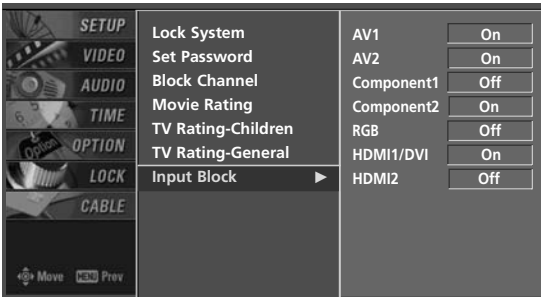 SETUP
VIDEO
AUDIO
TIME
OPTION
LOCK
CABLE
Move MENU Prev
Lock System
Set Password
Block Channel
Movie Rating
TV Rating-Children
TV Rating-General
Input Block ▶
AV1 On
AV2 On
Component1 Off
Component2 On
RGB Off
HDMI1/DVI On
HDMI2 Off